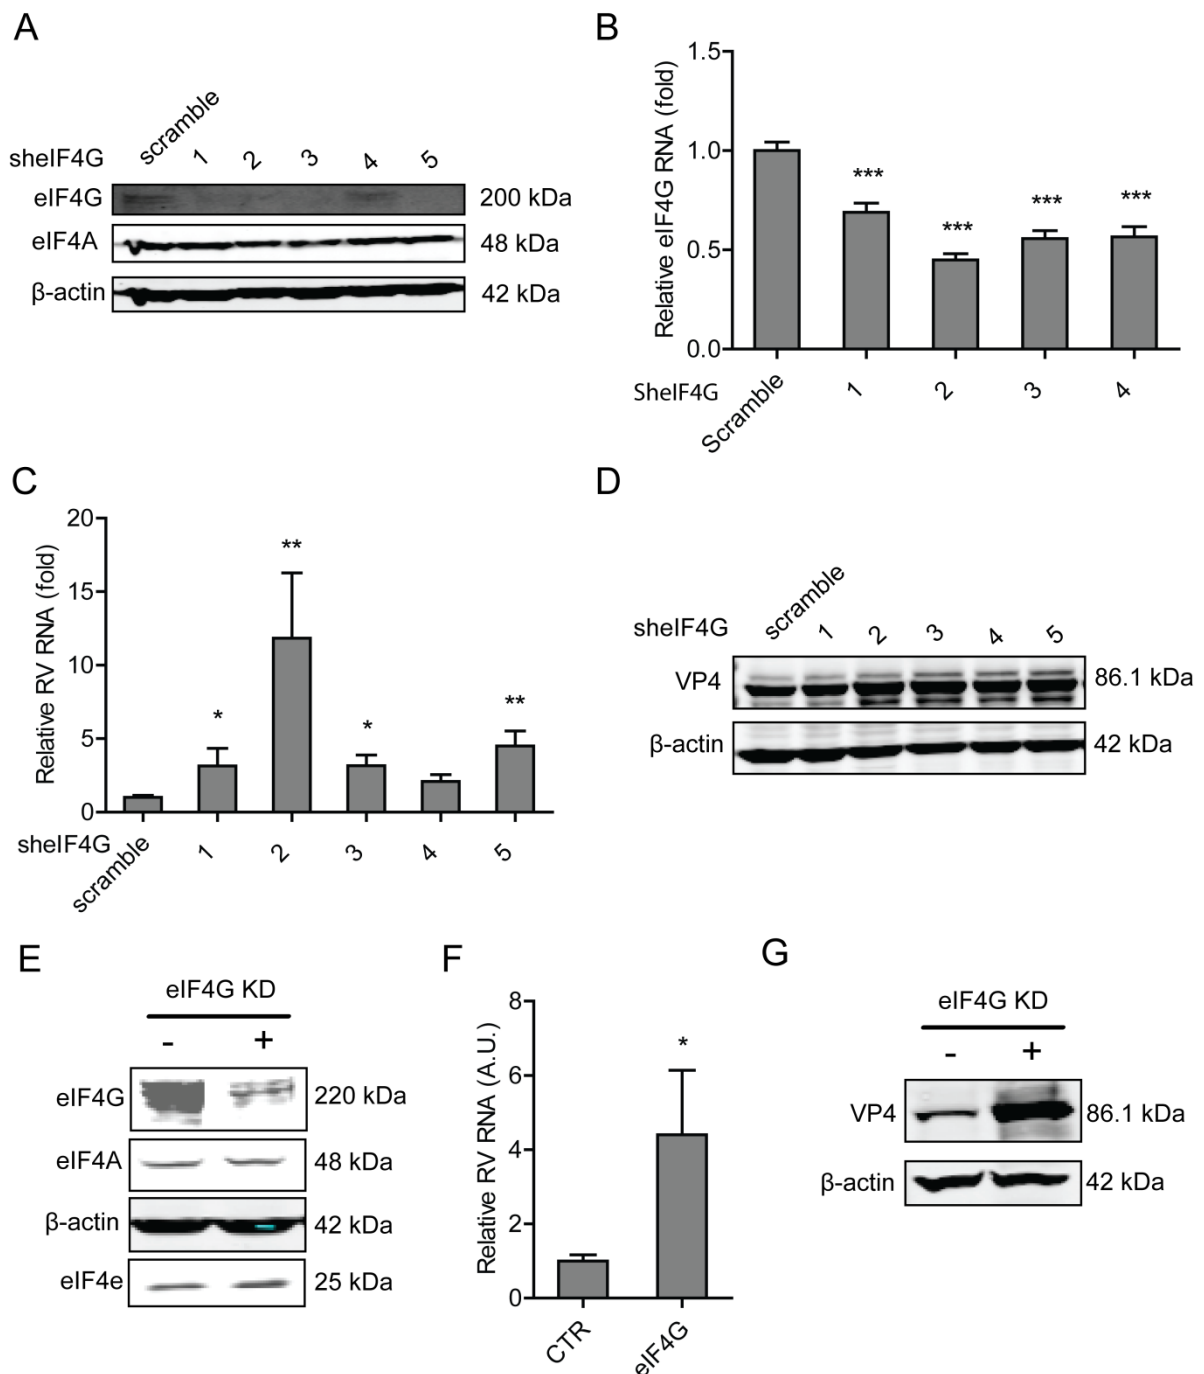 A
scramble
sheIF4G 1 2 3 4 5
eIF4G 200 kDa
eIF4A 48 kDa
β-actin 42 kDa
B
Relative eIF4G RNA (fold)
1.5
1.0
0.5
0.0
*** *** *** ***
SheIF4G Scramble 1 2 3 4
C
Relative RV RNA (fold)
20
15
10
5
0
* ** * **
sheIF4G scramble 1 2 3 4 5
D
scramble
sheIF4G 1 2 3 4 5
VP4 86.1 kDa
β-actin 42 kDa
E
eIF4G KD
- +
eIF4G 220 kDa
eIF4A 48 kDa
β-actin 42 kDa
eIF4e 25 kDa
F
Relative RV RNA (A.U.)
8
6
4
2
0
*
CTR eIF4G
G
eIF4G KD
- +
VP4 86.1 kDa
β-actin 42 kDa